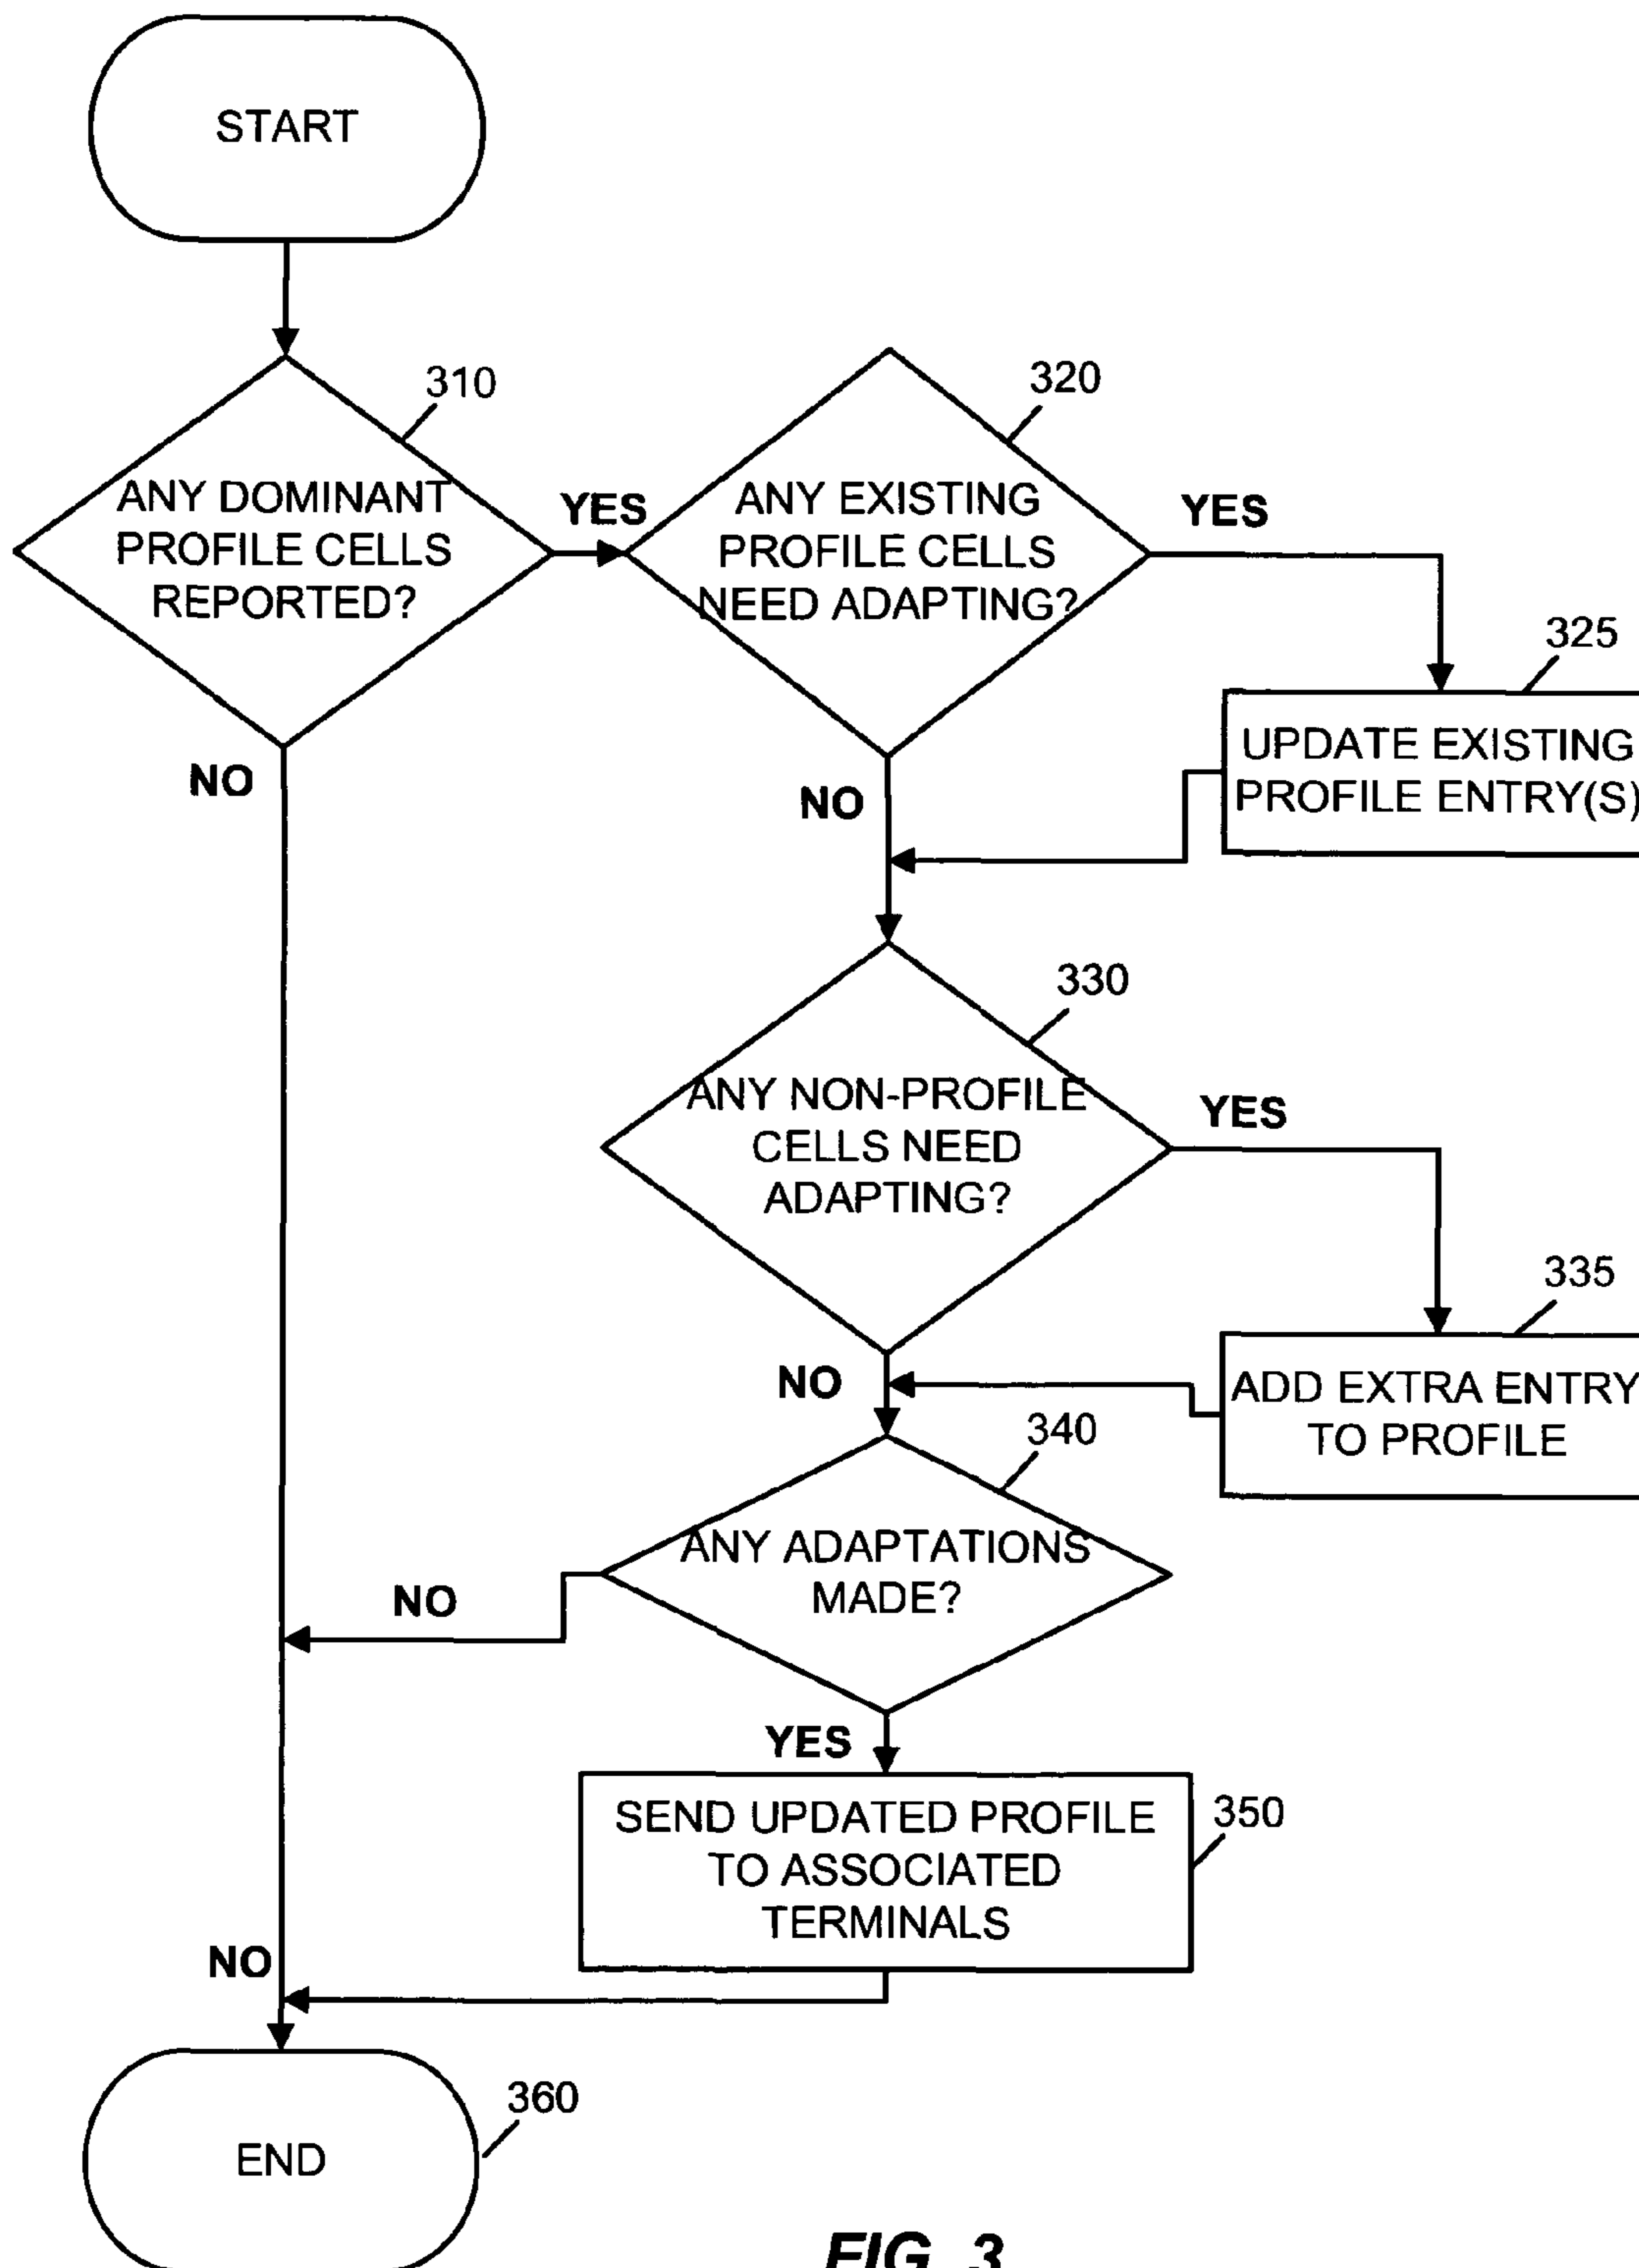 START
310
ANY DOMINANT
PROFILE CELLS
REPORTED?
YES
NO
320
ANY EXISTING
PROFILE CELLS
NEED ADAPTING?
YES
NO
325
UPDATE EXISTING
PROFILE ENTRY(S)
330
ANY NON-PROFILE
CELLS NEED
ADAPTING?
YES
NO
335
ADD EXTRA ENTRY
TO PROFILE
340
ANY ADAPTATIONS
MADE?
NO
YES
SEND UPDATED PROFILE
TO ASSOCIATED
TERMINALS
350
NO
END
360
FIG. 3